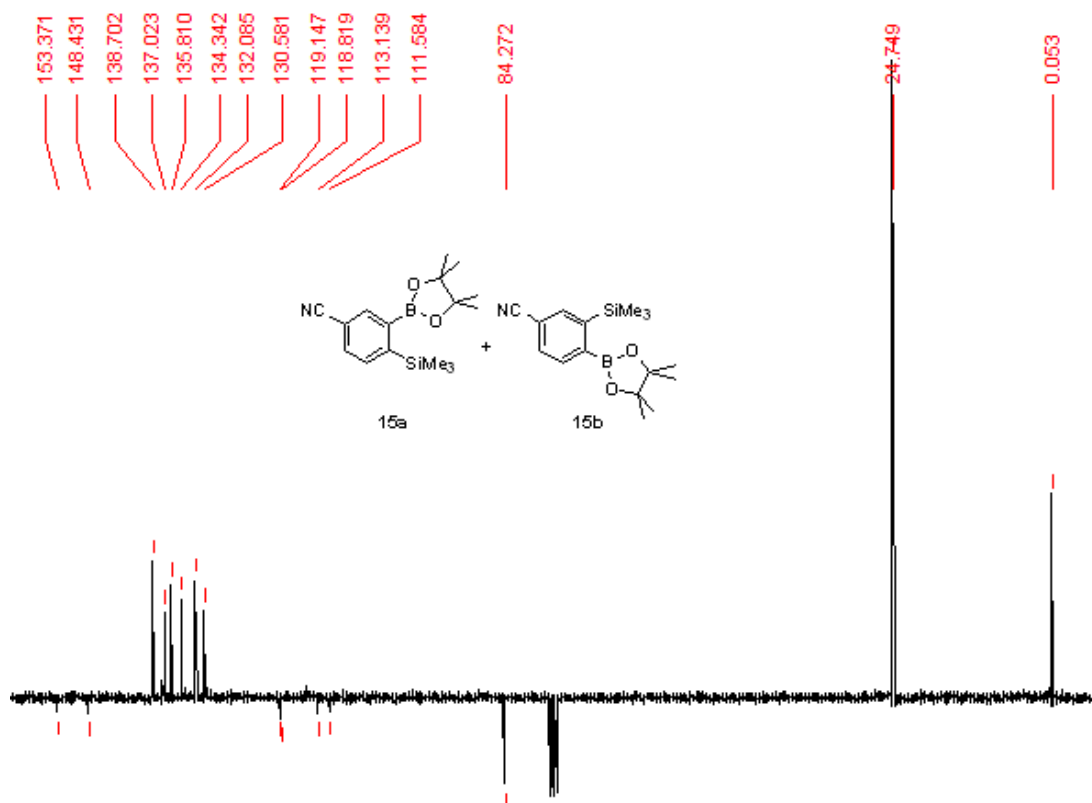 153.371
148.431
138.702
137.023
135.810
134.342
132.085
130.581
119.147
118.819
113.139
111.584
84.272
24.749
0.053
NC
B
O
O
SiMe3
15a
+
NC
SiMe3
B
O
O
15b